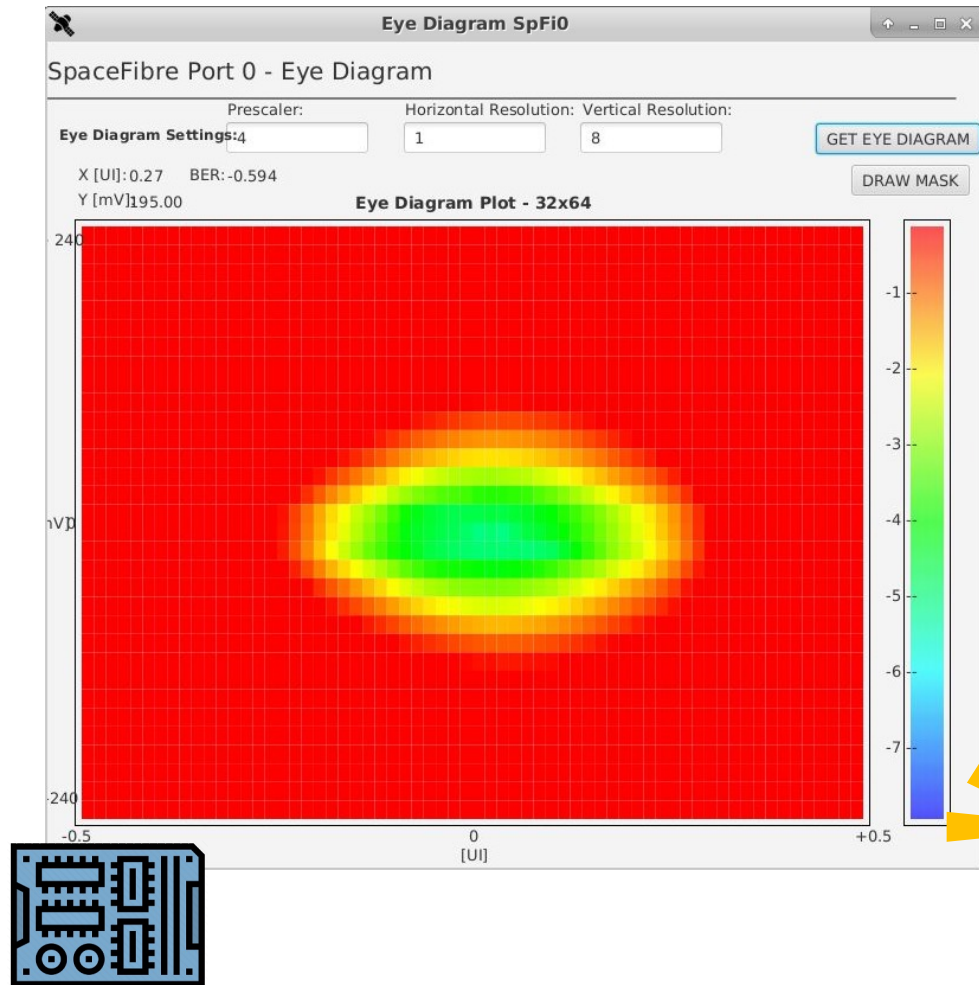 Eye Diagram SpFi0
SpaceFibre Port 0 - Eye Diagram
Prescaler: Horizontal Resolution: Vertical Resolution:
Eye Diagram Settings: 4 1 8 GET EYE DIAGRAM
X [UI]: 0.27 BER: -0.594 DRAW MASK
Y [mV] 195.00 Eye Diagram Plot - 32x64
240
-1
-2
-3
-4
0
-5
-6
-7
-240
-0.5 0 +0.5
[UI]